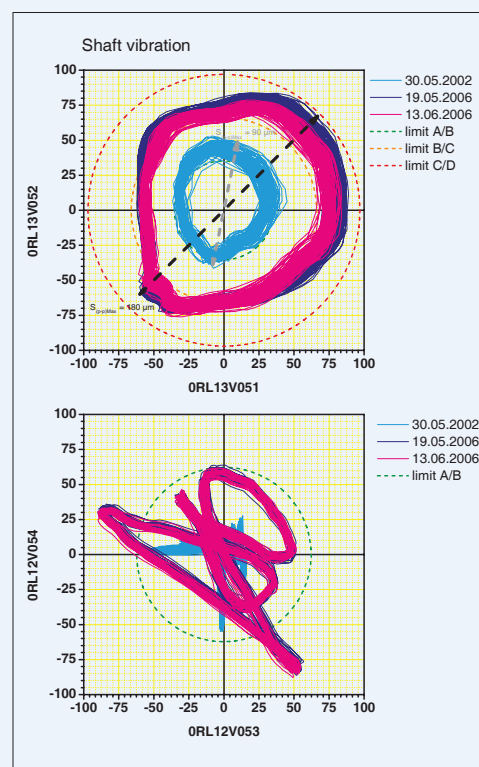 Shaft vibration
100
75
50
25
0
-25
-50
-75
-100
0RL13V052
S(p-p)Max = 90 µm
S(p-p)Max = 180 µm
-100 -75 -50 -25 0 25 50 75 100
0RL13V051
30.05.2002
19.05.2006
13.06.2006
limit A/B
limit B/C
limit C/D
100
75
50
25
0
-25
-50
-75
-100
0RL12V054
-100 -75 -50 -25 0 25 50 75 100
0RL12V053
30.05.2002
19.05.2006
13.06.2006
limit A/B